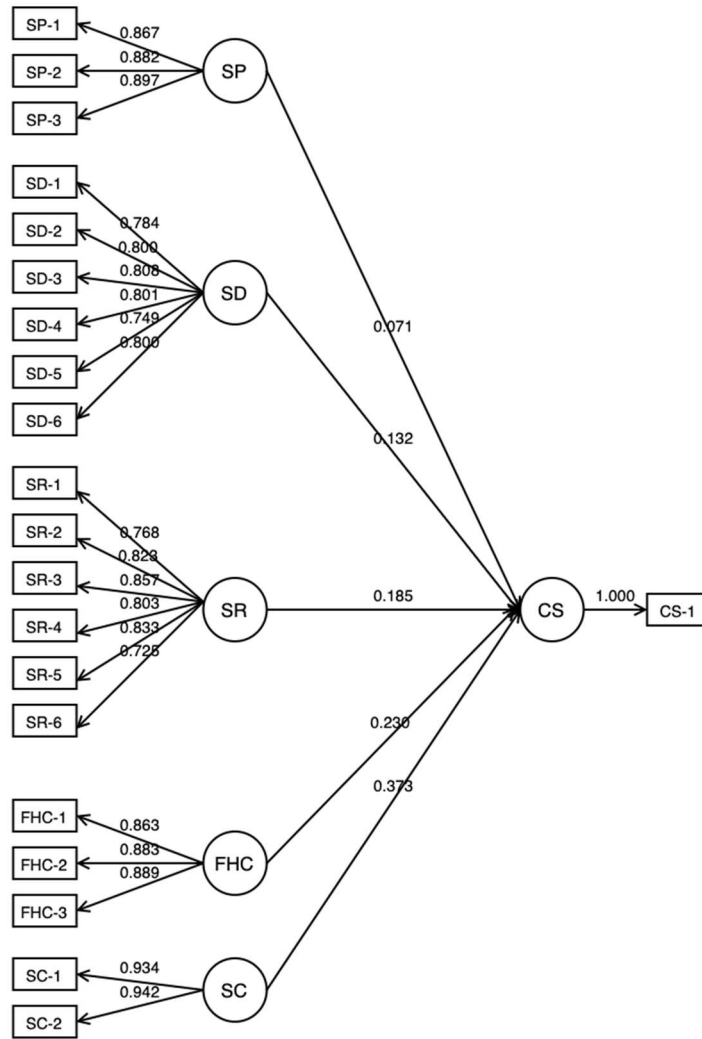 SP-1
0.867
SP-2
0.882
SP
0.897
SP-3
SD-1
0.784
SD-2
0.800
SD-3
0.808
SD
0.801
SD-4
0.749
0.071
0.800
SD-5
SD-6
0.132
SR-1
0.768
SR-2
0.823
SR-3
0.857
0.185
1.000
SR
CS
CS-1
0.803
SR-4
0.833
0.725
SR-5
SR-6
0.230
0.373
FHC-1
0.863
0.883
FHC-2
FHC
0.889
FHC-3
0.934
SC-1
SC
0.942
SC-2